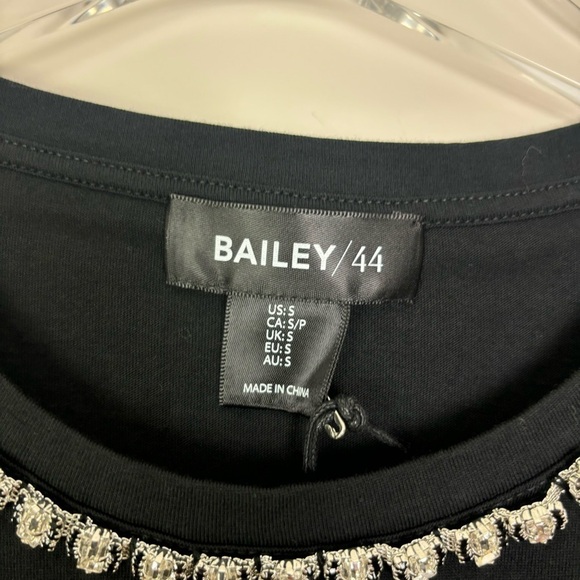 BAILEY/44
US: S
CA: S/P
UK: S
EU: S
AU: S
MADE IN CHINA